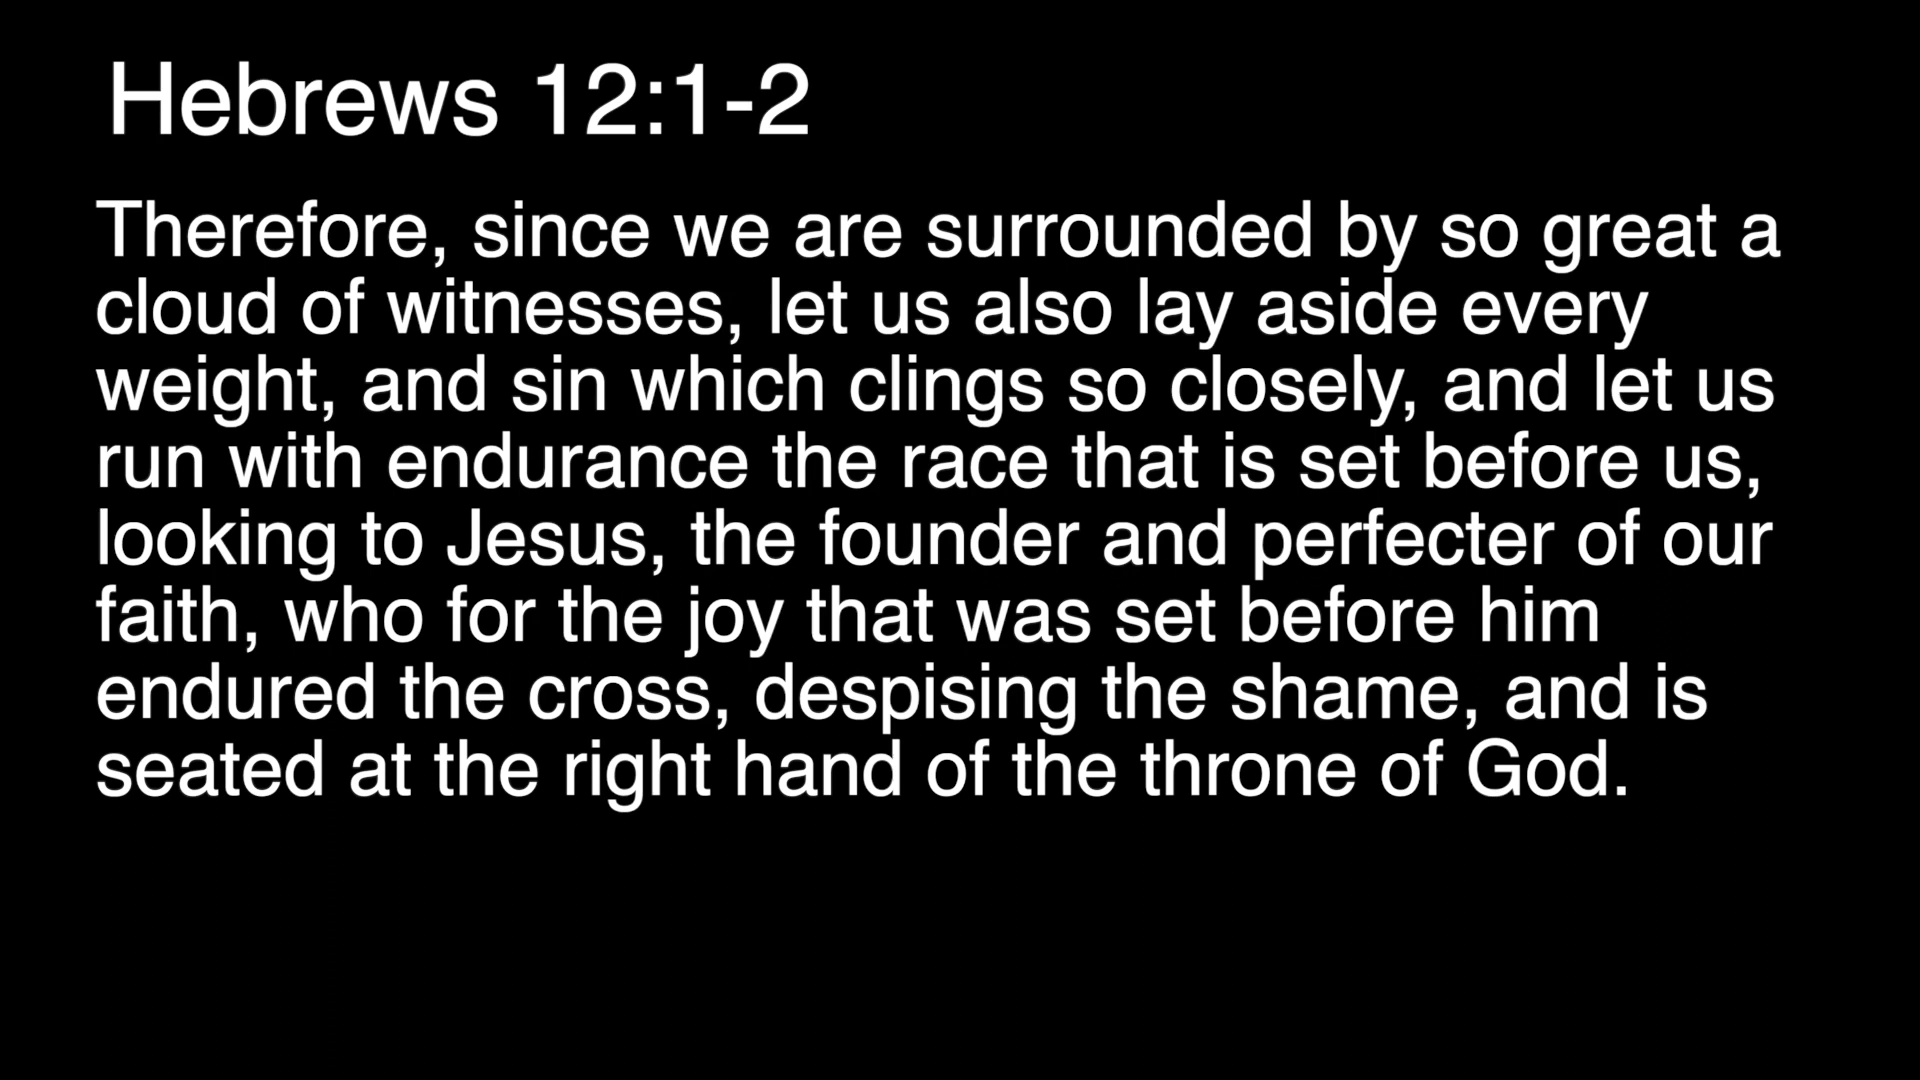 Hebrews 12:1-2
Therefore, since we are surrounded by so great a
cloud of witnesses, let us also lay aside every
weight, and sin which clings so closely, and let us
run with endurance the race that is set before us,
looking to Jesus, the founder and perfecter of our
faith, who for the joy that was set before him
endured the cross, despising the shame, and is
seated at the right hand of the throne of God.